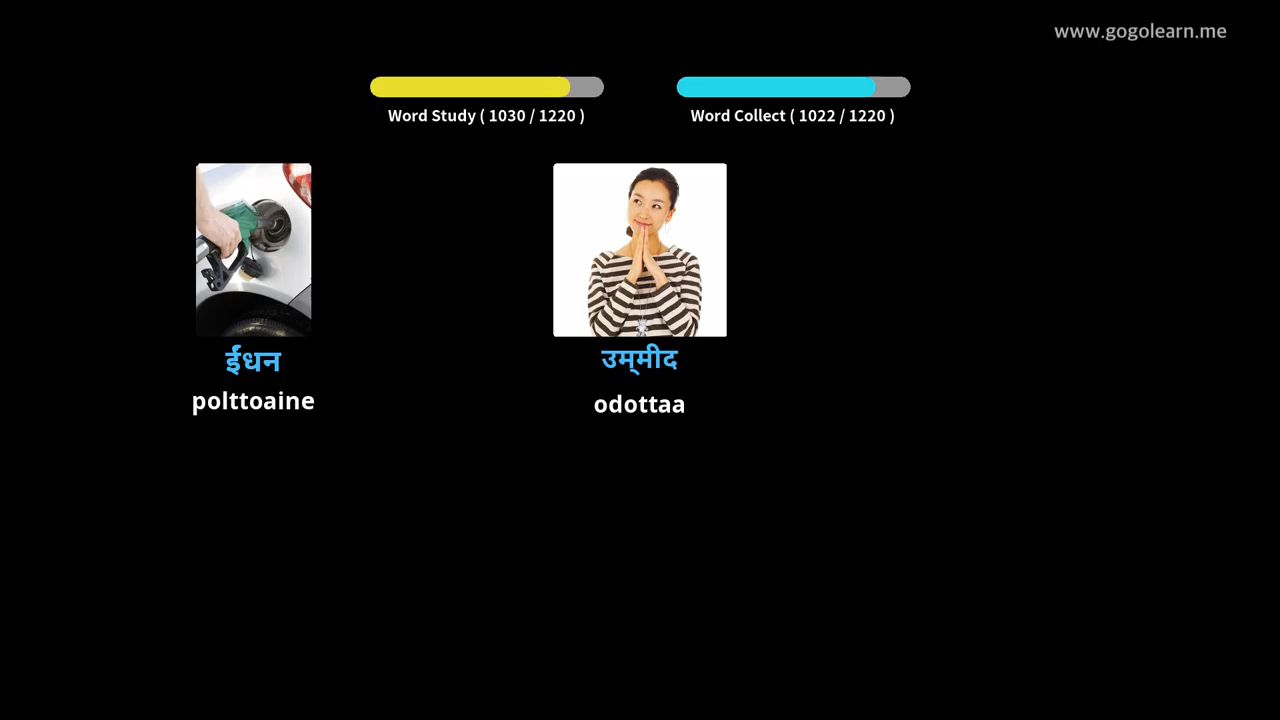 www.gogolearn.me
Word Study ( 1030 / 1220 )
Word Collect ( 1022 / 1220 )
ईंधन
polttoaine
उम्मीद
odottaa